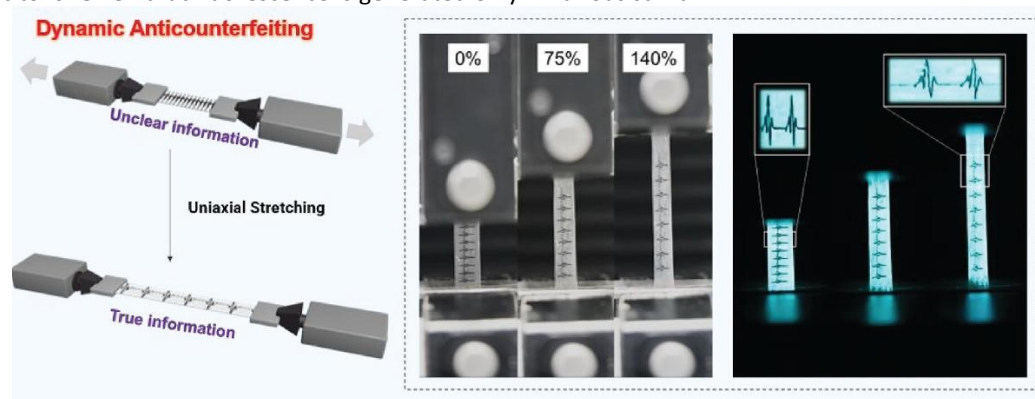 Dynamic Anticounterfeiting
Unclear information
Uniaxial Stretching
True information
0%
75%
140%